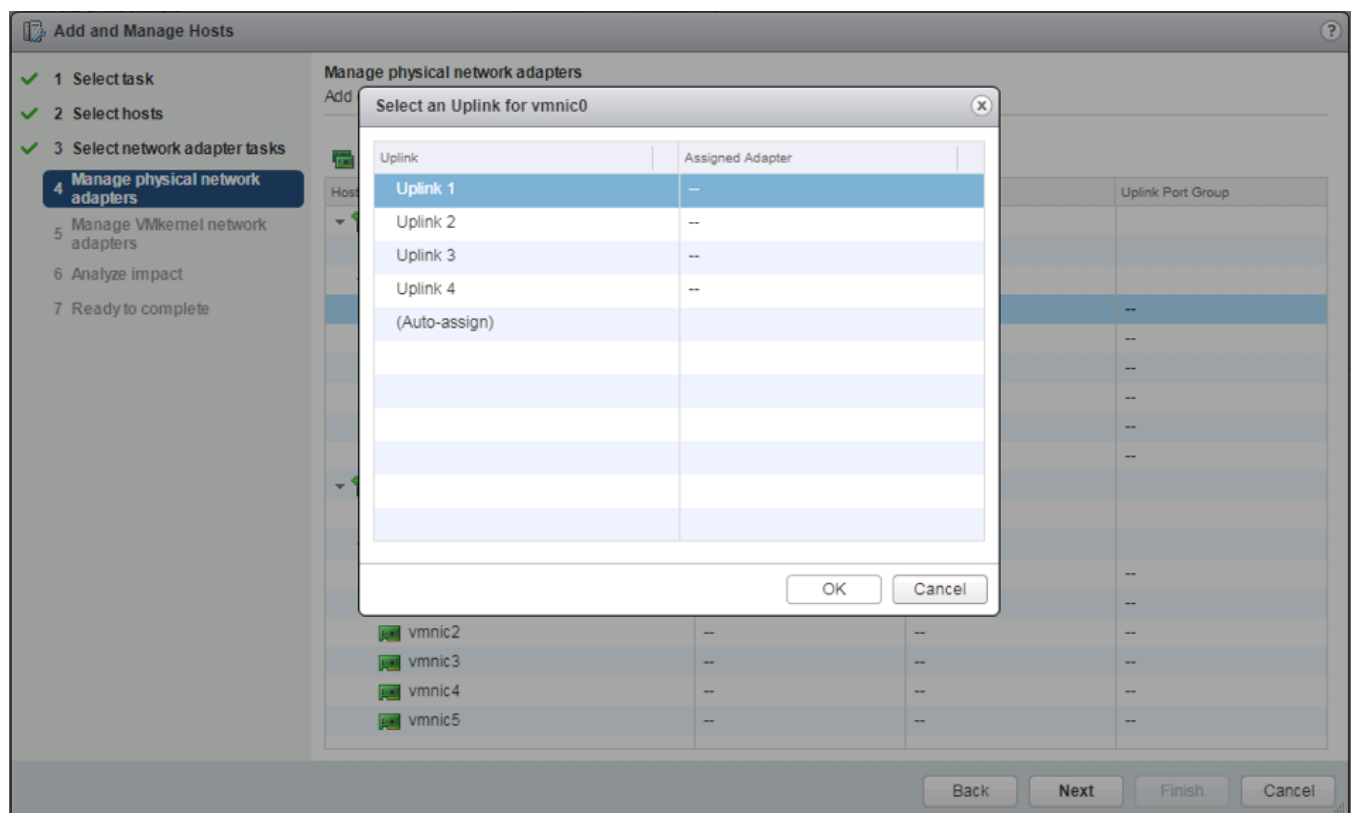 Add and Manage Hosts
?
1 Select task
2 Select hosts
3 Select network adapter tasks
4 Manage physical network
adapters
5 Manage VMkernel network
adapters
6 Analyze impact
7 Ready to complete
Manage physical network adapters
Add
Select an Uplink for vmnic0
Uplink Assigned Adapter
Uplink 1 --
Uplink 2 --
Uplink 3 --
Uplink 4 --
(Auto-assign)
OK Cancel
Host Uplink Port Group
--
--
--
--
--
--
--
--
vmnic2 -- -- --
vmnic3 -- -- --
vmnic4 -- -- --
vmnic5 -- -- --
Back Next Finish Cancel